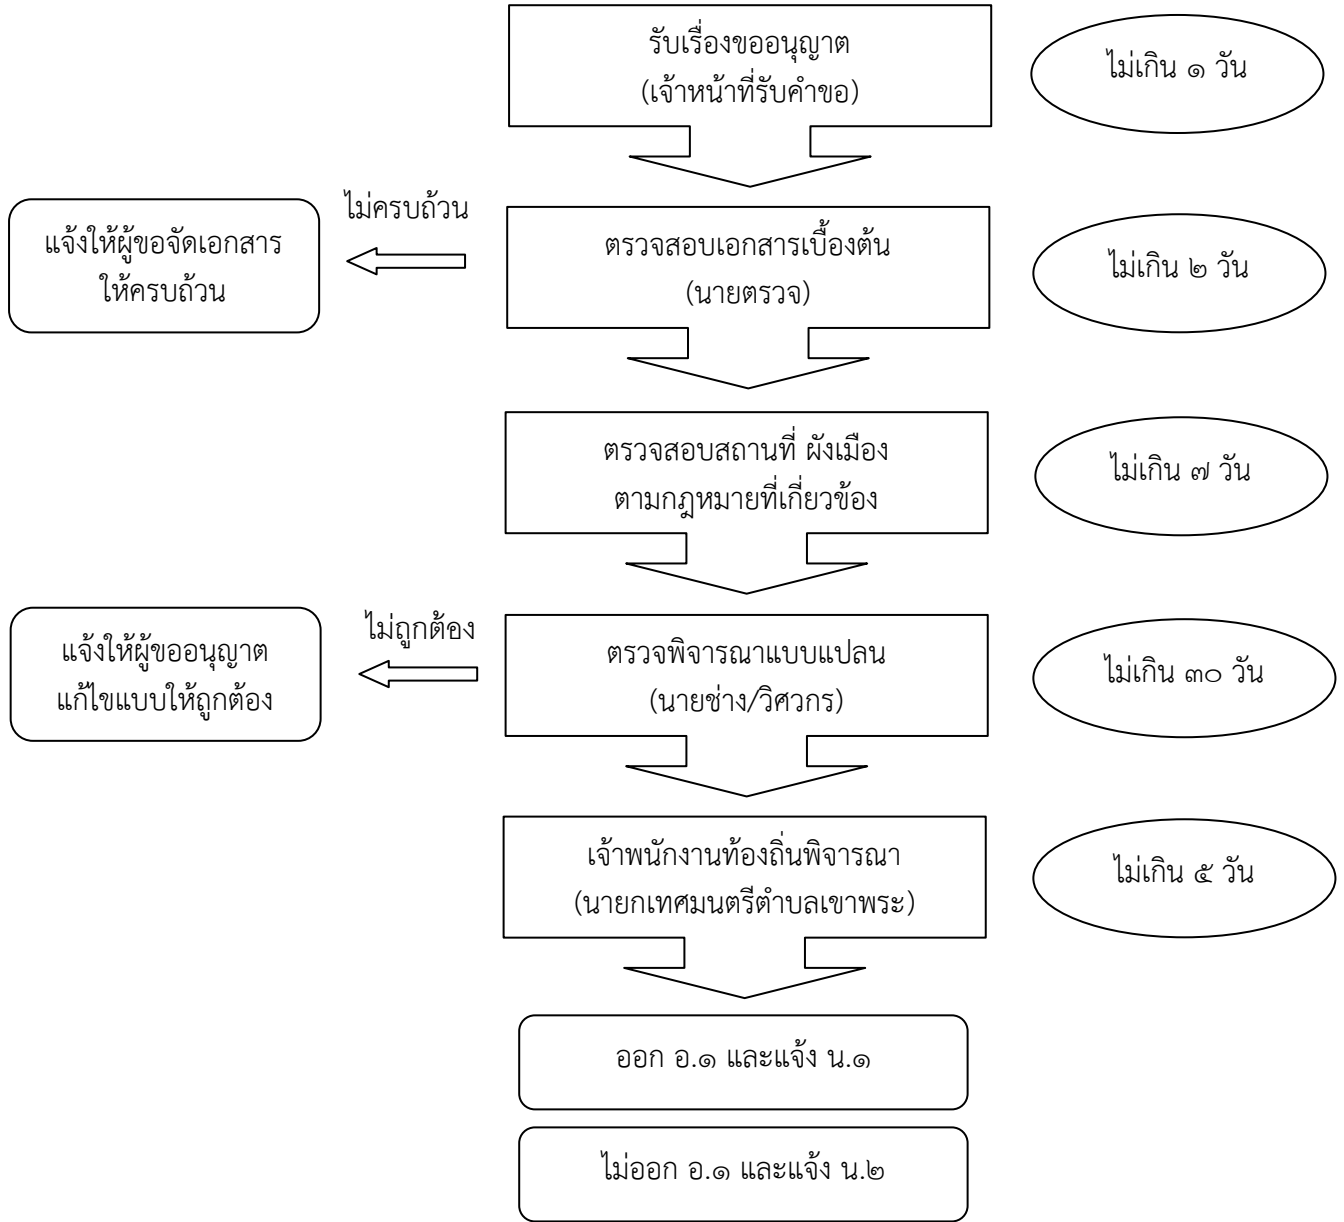 รับเรื่องขออนุญาต
(เจ้าหน้าที่รับคำขอ)
ไม่เกิน ๑ วัน
ไม่ครบถ้วน
แจ้งให้ผู้ขอจัดเอกสาร
ให้ครบถ้วน
ตรวจสอบเอกสารเบื้องต้น
(นายตรวจ)
ไม่เกิน ๒ วัน
ตรวจสอบสถานที่ ผังเมือง
ตามกฎหมายที่เกี่ยวข้อง
ไม่เกิน ๗ วัน
ไม่ถูกต้อง
แจ้งให้ผู้ขออนุญาต
แก้ไขแบบให้ถูกต้อง
ตรวจพิจารณาแบบแปลน
(นายช่าง/วิศวกร)
ไม่เกิน ๓๐ วัน
เจ้าพนักงานท้องถิ่นพิจารณา
(นายกเทศมนตรีตำบลเขาพระ)
ไม่เกิน ๕ วัน
ออก อ.๑ และแจ้ง น.๑
ไม่ออก อ.๑ และแจ้ง น.๒